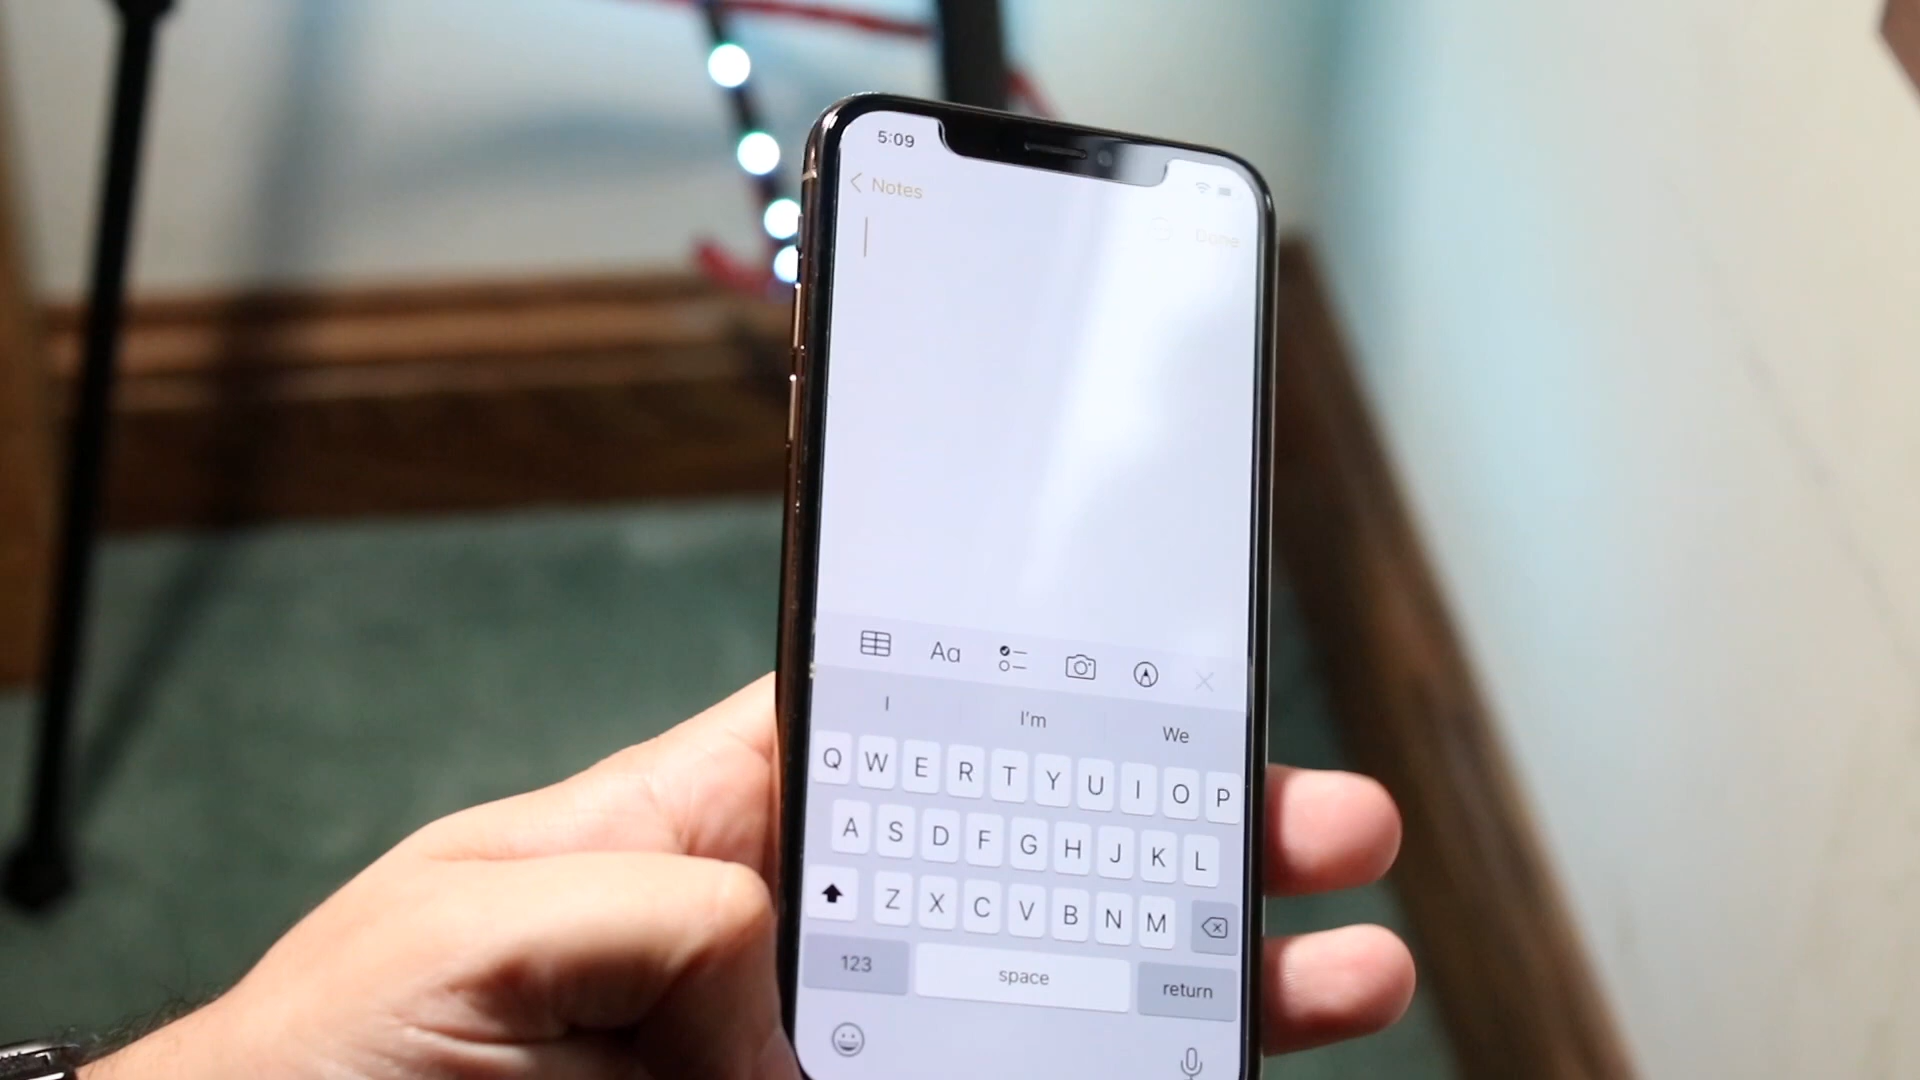 5:09
Notes
Done
Aa
I I'm We
Q W E R T Y U I O P
A S D F G H J K L
Z X C V B N M
123 space return